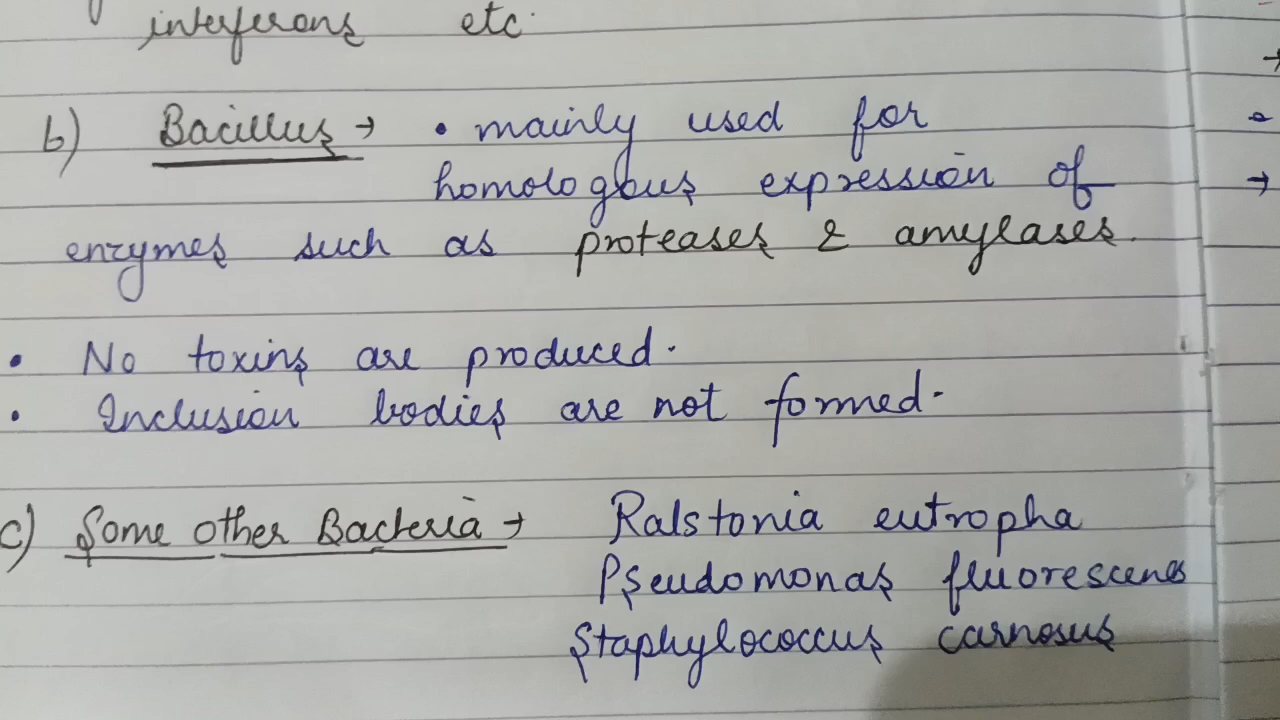 interferons etc.
b) Bacillus → • mainly used for
homologous expression of
enzymes such as proteases & amylases.
• No toxins are produced.
• Inclusion bodies are not formed.
c) Some other Bacteria → Ralstonia eutropha
Pseudomonas fluorescens
Staphylococcus carnosus